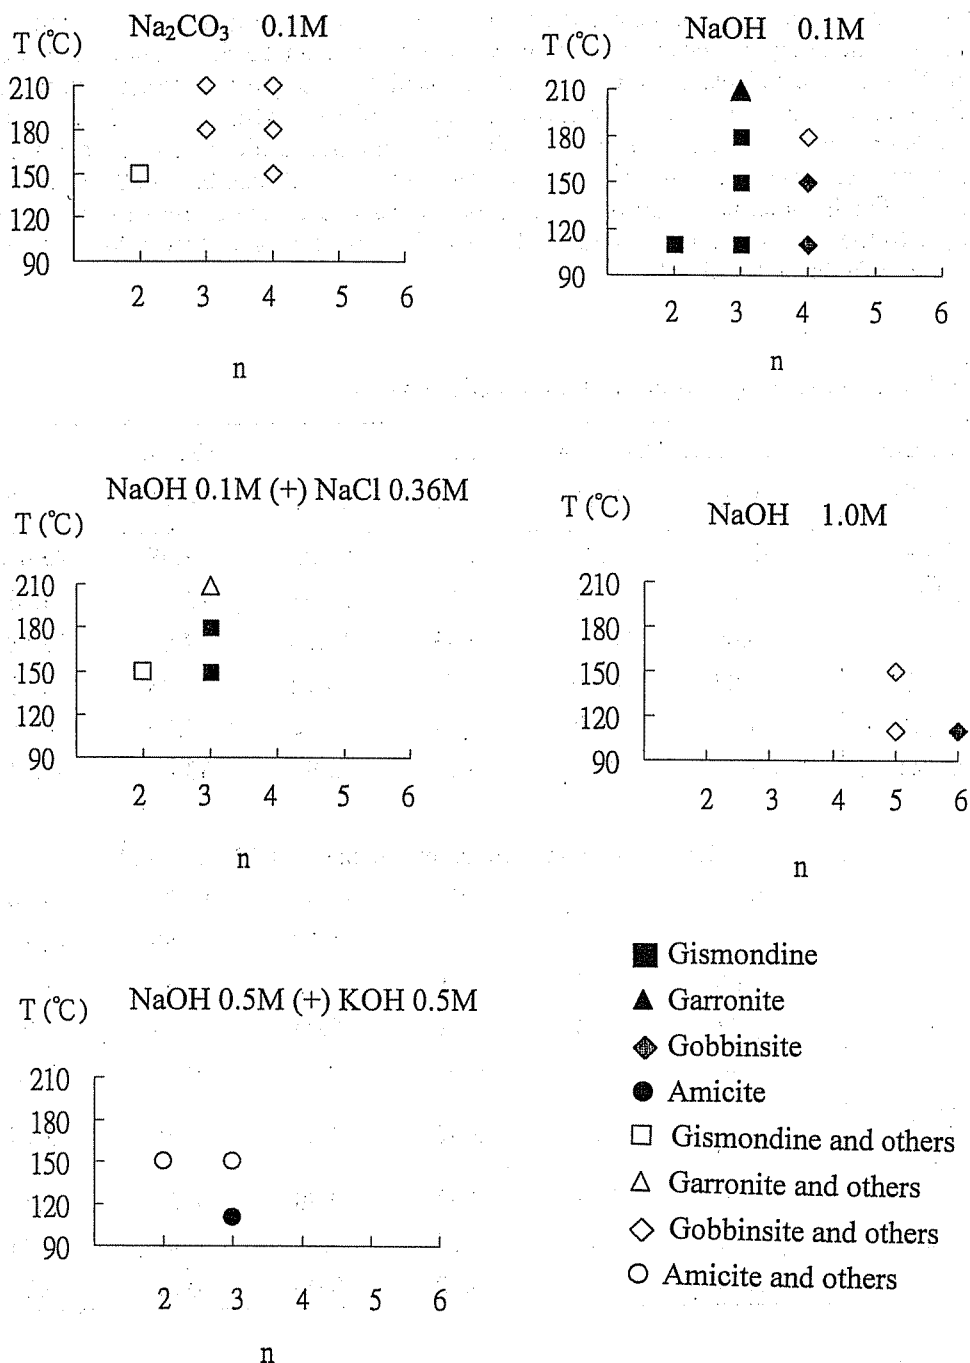 Na₂CO₃ 0.1M
T (℃)
210
180
150
120
90
2 3 4 5 6
n
NaOH 0.1M
T (℃)
210
180
150
120
90
2 3 4 5 6
n
NaOH 0.1M (+) NaCl 0.36M
T (℃)
210
180
150
120
90
2 3 4 5 6
n
NaOH 1.0M
T (℃)
210
180
150
120
90
2 3 4 5 6
n
NaOH 0.5M (+) KOH 0.5M
T (℃)
210
180
150
120
90
2 3 4 5 6
n
Gismondine
Garronite
Gobbinsite
Amicite
Gismondine and others
Garronite and others
Gobbinsite and others
Amicite and others